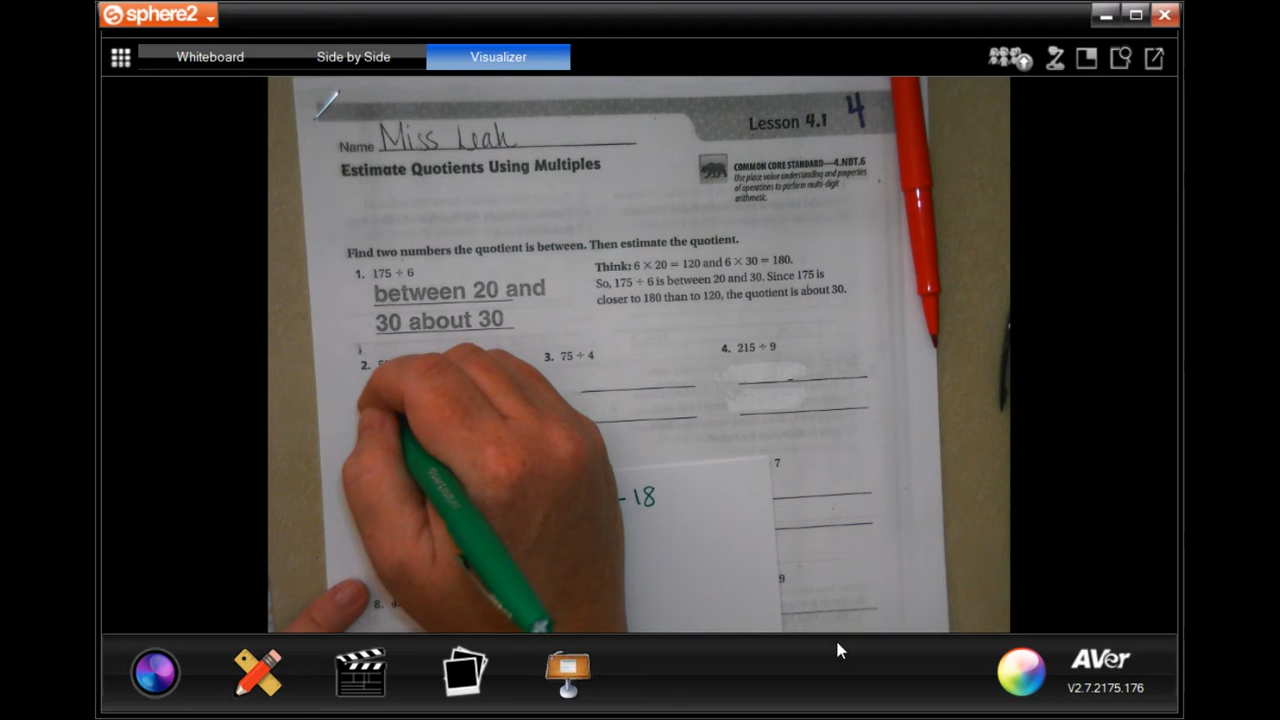 sphere2
Whiteboard
Side by Side
Visualizer
Lesson 4.1
4
Name Miss Leah
Estimate Quotients Using Multiples
COMMON CORE STANDARD—4.NBT.6
Use place value understanding and properties
of operations to perform multi-digit
arithmetic.
Find two numbers the quotient is between. Then estimate the quotient.
1. 175 ÷ 6
between 20 and
30 about 30
Think: 6 × 20 = 120 and 6 × 30 = 180.
So, 175 ÷ 6 is between 20 and 30. Since 175 is
closer to 180 than to 120, the quotient is about 30.
2.
3. 75 ÷ 4
4. 215 ÷ 9
7
- 18
9
8.
AVer
V2.7.2175.176